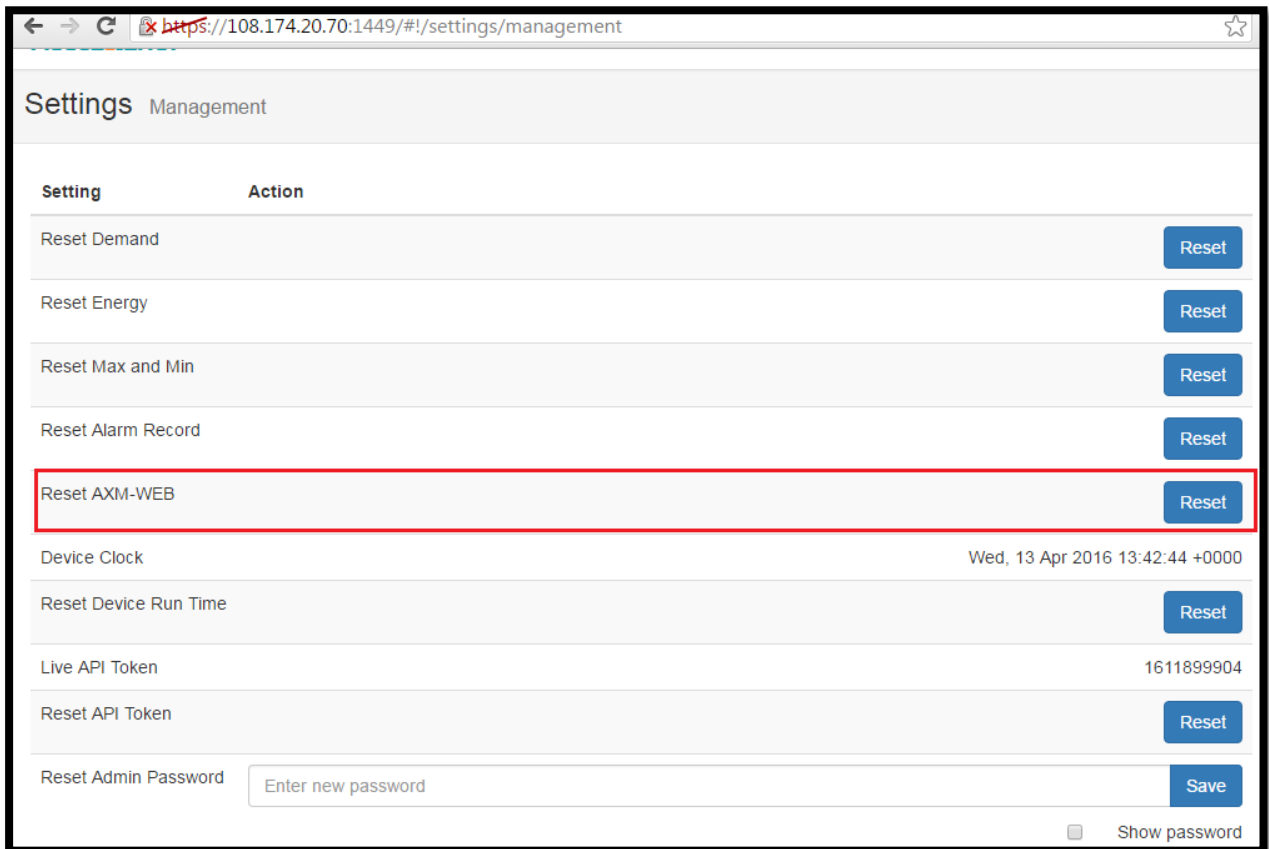 https://108.174.20.70:1449/#!/settings/management
Settings Management
Setting Action
Reset Demand Reset
Reset Energy Reset
Reset Max and Min Reset
Reset Alarm Record Reset
Reset AXM-WEB Reset
Device Clock Wed, 13 Apr 2016 13:42:44 +0000
Reset Device Run Time Reset
Live API Token 1611899904
Reset API Token Reset
Reset Admin Password Enter new password Save
Show password